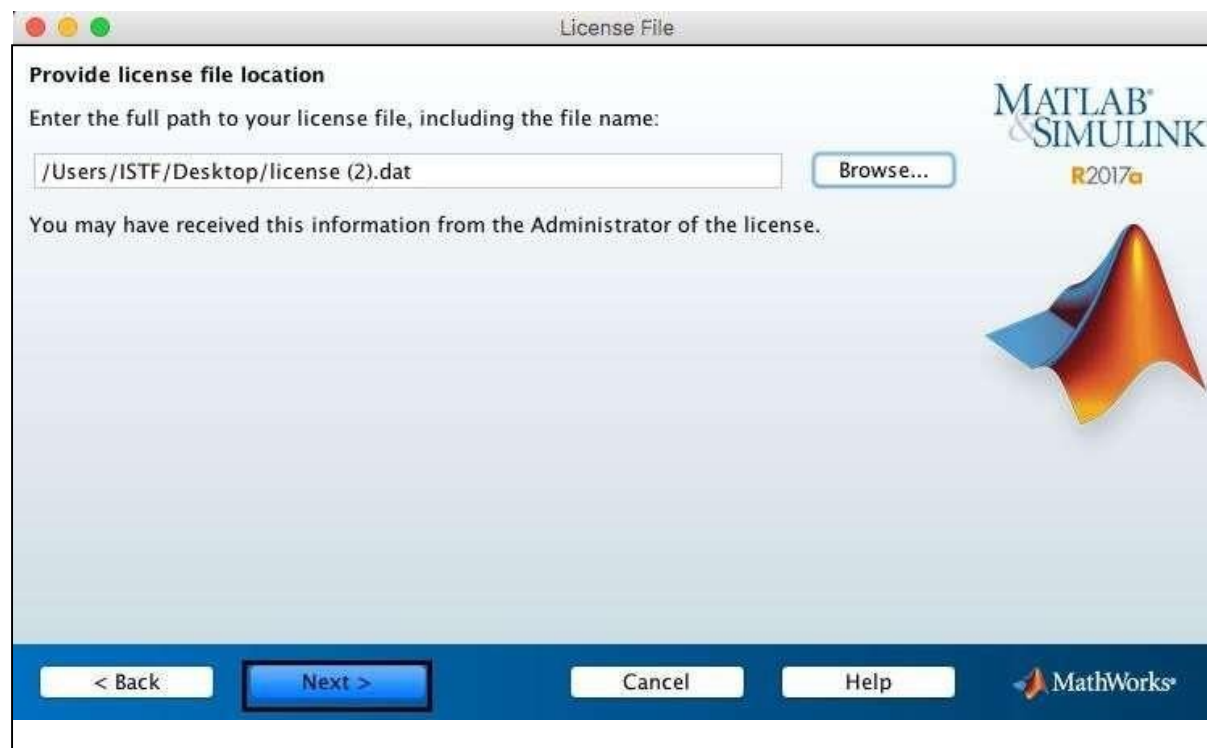 License File
Provide license file location
Enter the full path to your license file, including the file name:
/Users/ISTF/Desktop/license (2).dat
Browse...
You may have received this information from the Administrator of the license.
MATLAB®
&SIMULINK
R2017a
< Back
Next >
Cancel
Help
MathWorks®